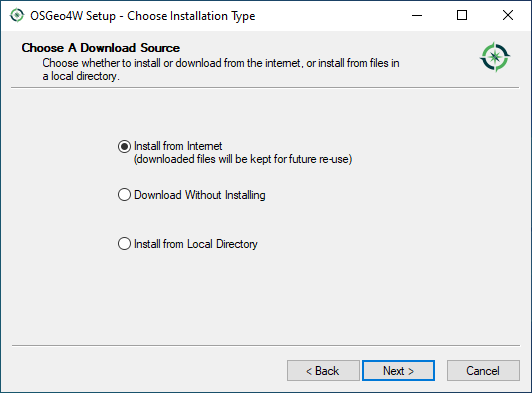 OSGeo4W Setup - Choose Installation Type
Choose A Download Source
Choose whether to install or download from the internet, or install from files in
a local directory.
Install from Internet
(downloaded files will be kept for future re-use)
Download Without Installing
Install from Local Directory
< Back
Next >
Cancel